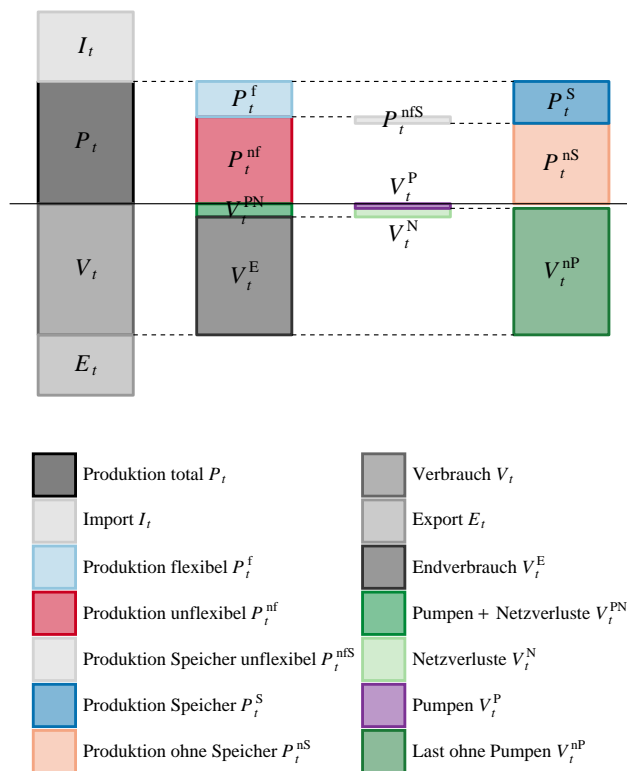 I_t
P_t^f
P_t^S
P_t^nfS
P_t
P_t^nf
P_t^nS
V_t^P
V_t^PN
V_t^N
V_t
V_t^E
V_t^nP
E_t
Produktion total P_t
Verbrauch V_t
Import I_t
Export E_t
Produktion flexibel P_t^f
Endverbrauch V_t^E
Produktion unflexibel P_t^nf
Pumpen + Netzverluste V_t^PN
Produktion Speicher unflexibel P_t^nfS
Netzverluste V_t^N
Produktion Speicher P_t^S
Pumpen V_t^P
Produktion ohne Speicher P_t^nS
Last ohne Pumpen V_t^nP